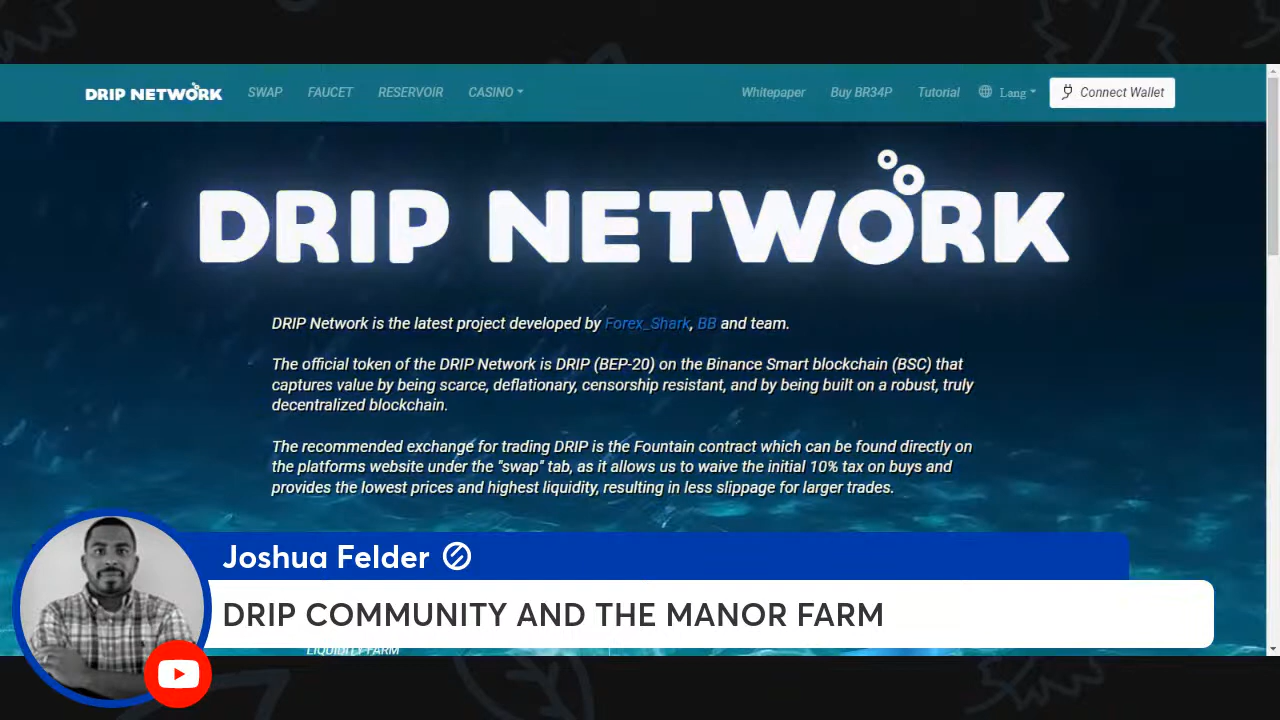 DRIP NETWORK SWAP FAUCET RESERVOIR CASINO Whitepaper Buy BR34P Tutorial Lang Connect Wallet
DRIP NETWORK
DRIP Network is the latest project developed by Forex_Shark, BB and team.
The official token of the DRIP Network is DRIP (BEP-20) on the Binance Smart blockchain (BSC) that
captures value by being scarce, deflationary, censorship resistant, and by being built on a robust, truly
decentralized blockchain.
The recommended exchange for trading DRIP is the Fountain contract which can be found directly on
the platforms website under the "swap" tab, as it allows us to waive the initial 10% tax on buys and
provides the lowest prices and highest liquidity, resulting in less slippage for larger trades.
Joshua Felder
DRIP COMMUNITY AND THE MANOR FARM
LIQUIDITY FARM